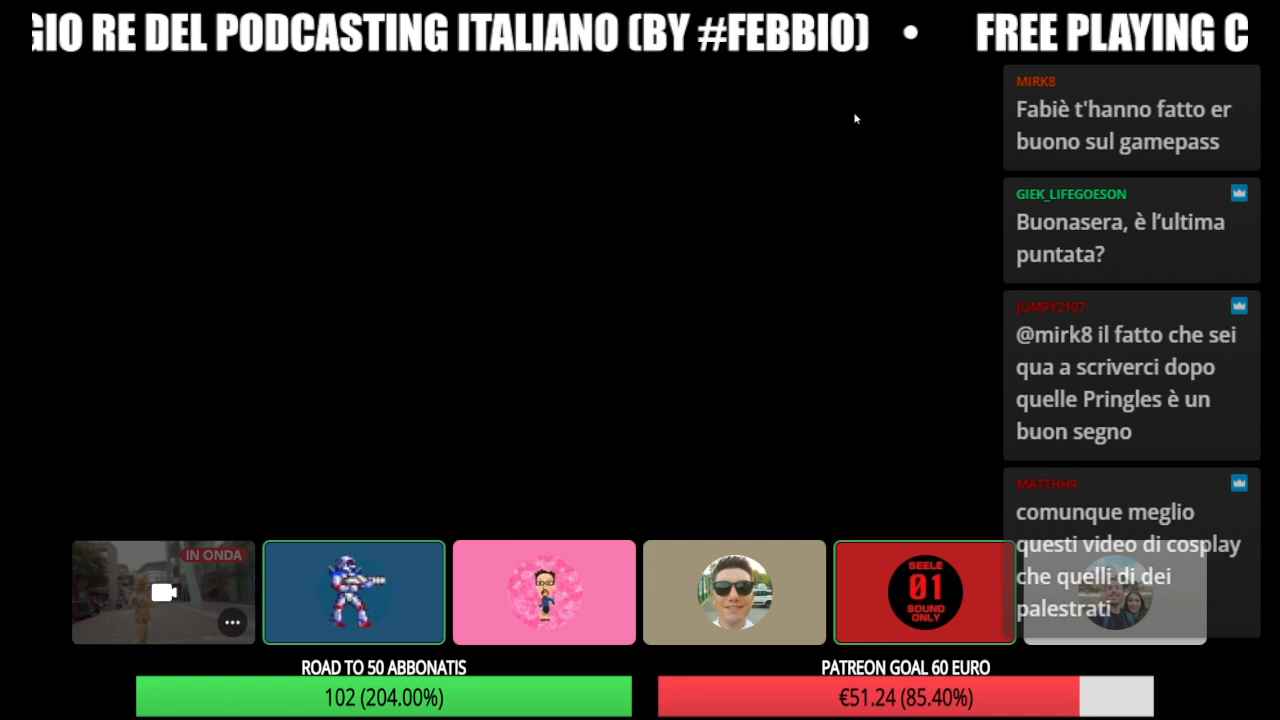 GIO RE DEL PODCASTING ITALIANO (BY #FEBBIO) • FREE PLAYING C
MIRK8
Fabiè t'hanno fatto er
buono sul gamepass
GIEK_LIFEGOESON
Buonasera, è l’ultima
puntata?
JUMPY2107
@mirk8 il fatto che sei
qua a scriverci dopo
quelle Pringles è un
buon segno
MATTHH9
comunque meglio
questi video di cosplay
che quelli di dei
palestrati
IN ONDA
SEELE
01
SOUND
ONLY
ROAD TO 50 ABBONATIS
102 (204.00%)
PATREON GOAL 60 EURO
€51.24 (85.40%)